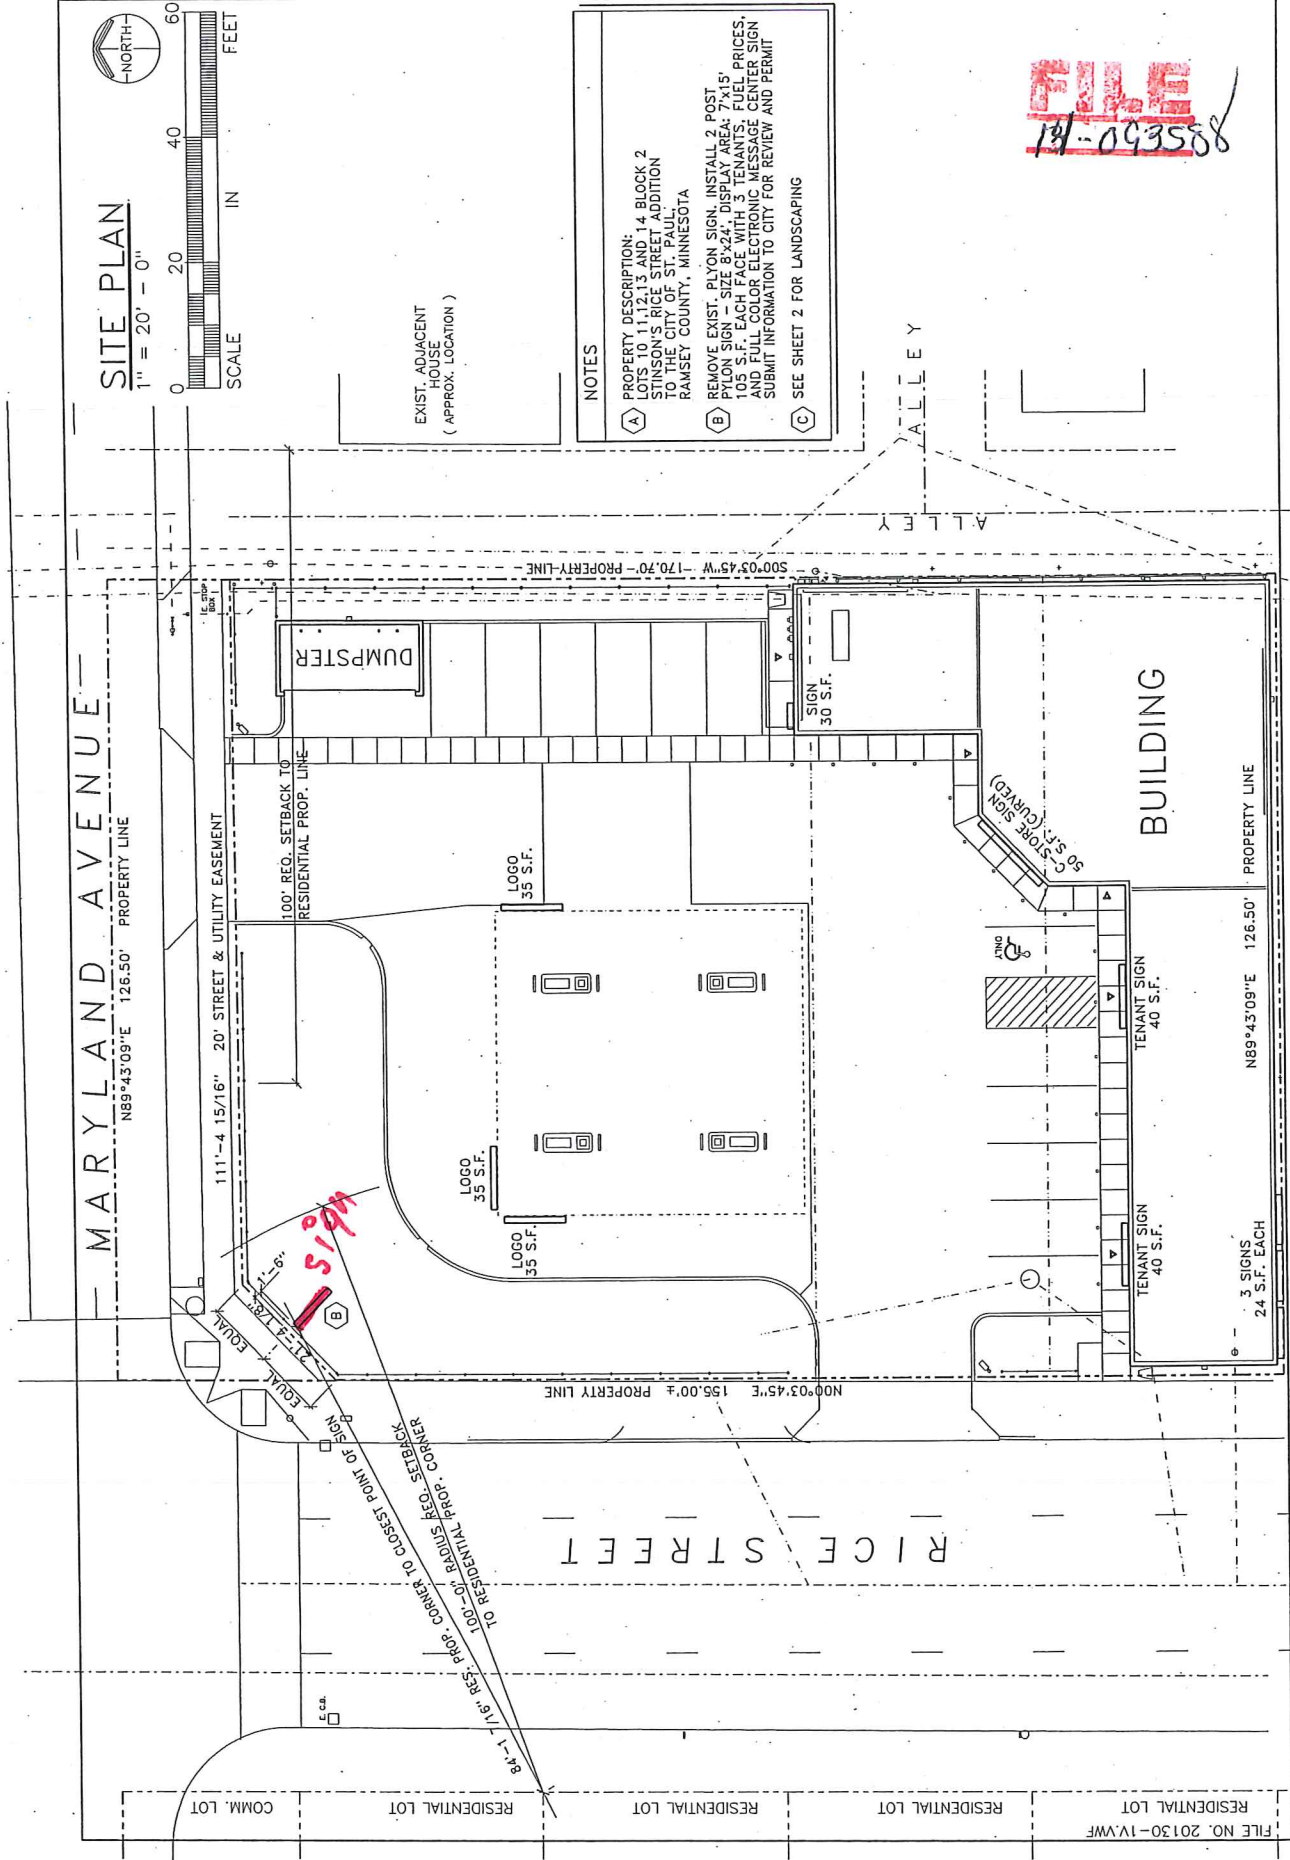 SITE PLAN
1" = 20' - 0"
0 20 40 60
SCALE IN FEET
NORTH
MARYLAND AVENUE
N89°43'09"E 126.50' PROPERTY LINE
111'-4 15/16" 20' STREET & UTILITY EASEMENT
100' REQ. SETBACK TO
RESIDENTIAL PROP. LINE
EXIST. ADJACENT
HOUSE
( APPROX. LOCATION )
NOTES
A PROPERTY DESCRIPTION:
LOTS 10 11,12,13 AND 14 BLOCK 2
STINSON'S RICE STREET ADDITION
TO THE CITY OF ST. PAUL,
RAMSEY COUNTY, MINNESOTA
B REMOVE EXIST. PLYON SIGN. INSTALL 2 POST
PYLON SIGN - SIZE 8'x24', DISPLAY AREA: 7'x15'
105 S.F. EACH FACE WITH 3 TENANTS, FUEL PRICES,
AND FULL COLOR ELECTRONIC MESSAGE CENTER SIGN
SUBMIT INFORMATION TO CITY FOR REVIEW AND PERMIT
C SEE SHEET 2 FOR LANDSCAPING
FILE
14-093588
ALLEY
ALLEY
S00°03'45"W 170.70' PROPERTY LINE
E. STOP
BOX
DUMPSTER
SIGN
30 S.F.
C-STORE SIGN
50 S.F. (CURVED)
BUILDING
LOGO
35 S.F.
LOGO
35 S.F.
LOGO
35 S.F.
ONLY
TENANT SIGN
40 S.F.
TENANT SIGN
40 S.F.
N89°43'09"E 126.50' PROPERTY LINE
3 SIGNS
24 S.F. EACH
sign
B
1'-6"
21'-4 1/8"
EQUAL
EQUAL
N00°03'45"E 155.00'± PROPERTY LINE
84'-1 7/16" RES. PROP. CORNER TO CLOSEST POINT OF SIGN
100'-0" RADIUS REQ. SETBACK
TO RESIDENTIAL PROP. CORNER
RICE STREET
E. C.B.
COMM. LOT
RESIDENTIAL LOT
RESIDENTIAL LOT
RESIDENTIAL LOT
RESIDENTIAL LOT
FILE NO. 20130-1V.VWF